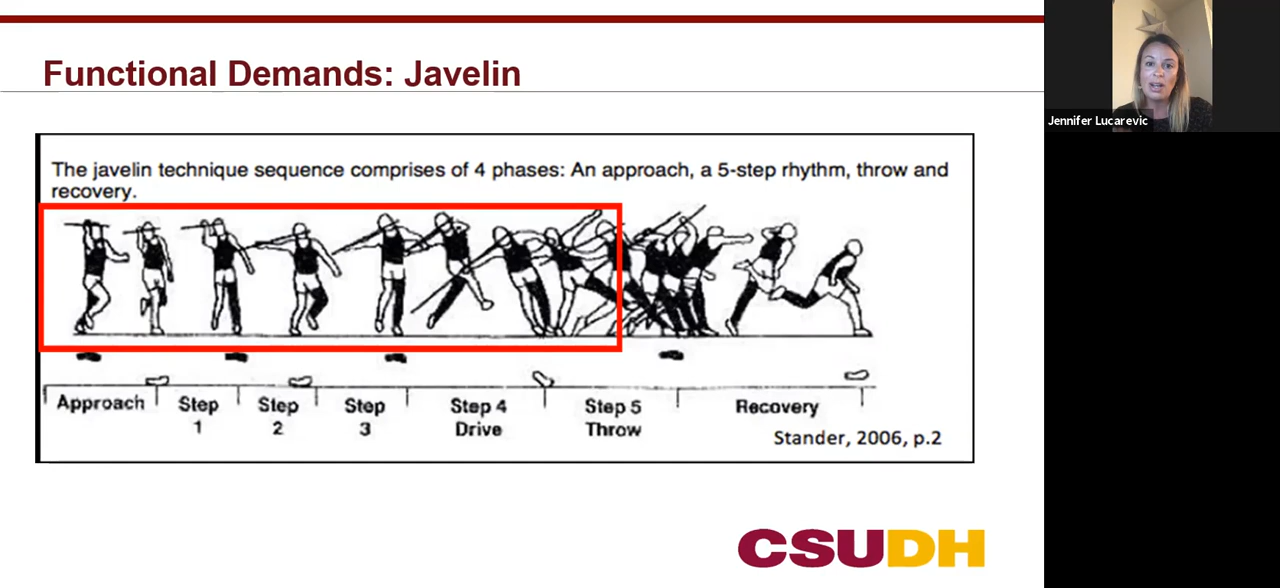 Functional Demands: Javelin
Jennifer Lucarevic
The javelin technique sequence comprises of 4 phases: An approach, a 5-step rhythm, throw and
recovery.
Approach Step 1 Step 2 Step 3 Step 4 Drive Step 5 Throw Recovery
Stander, 2006, p.2
CSUDH